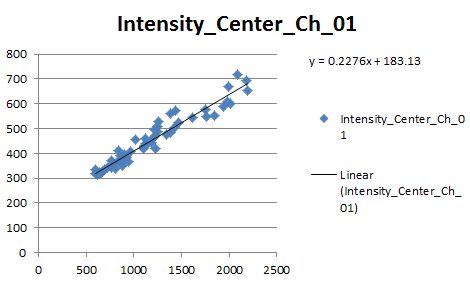 Intensity_Center_Ch_01
y = 0.2276x + 183.13
800
700
600
500
400
300
200
100
0
0 500 1000 1500 2000 2500
Intensity_Center_Ch_0
1
Linear
(Intensity_Center_Ch_
01)